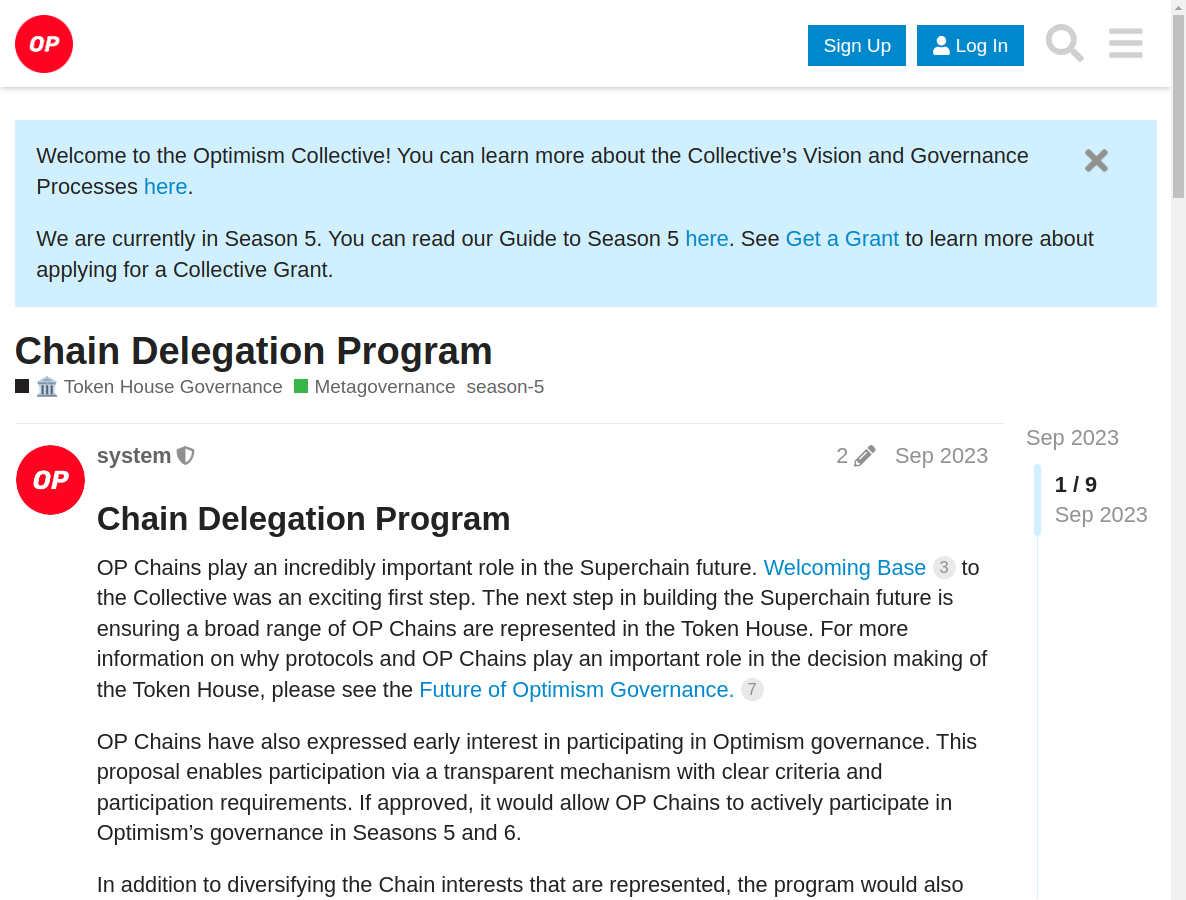 OP
Sign Up
Log In
Welcome to the Optimism Collective! You can learn more about the Collective’s Vision and Governance
Processes here.
We are currently in Season 5. You can read our Guide to Season 5 here. See Get a Grant to learn more about
applying for a Collective Grant.
Chain Delegation Program
Token House Governance Metagovernance season-5
OP
system 2 Sep 2023
Sep 2023
1 / 9
Sep 2023
Chain Delegation Program
OP Chains play an incredibly important role in the Superchain future. Welcoming Base 3 to
the Collective was an exciting first step. The next step in building the Superchain future is
ensuring a broad range of OP Chains are represented in the Token House. For more
information on why protocols and OP Chains play an important role in the decision making of
the Token House, please see the Future of Optimism Governance. 7
OP Chains have also expressed early interest in participating in Optimism governance. This
proposal enables participation via a transparent mechanism with clear criteria and
participation requirements. If approved, it would allow OP Chains to actively participate in
Optimism’s governance in Seasons 5 and 6.
In addition to diversifying the Chain interests that are represented, the program would also